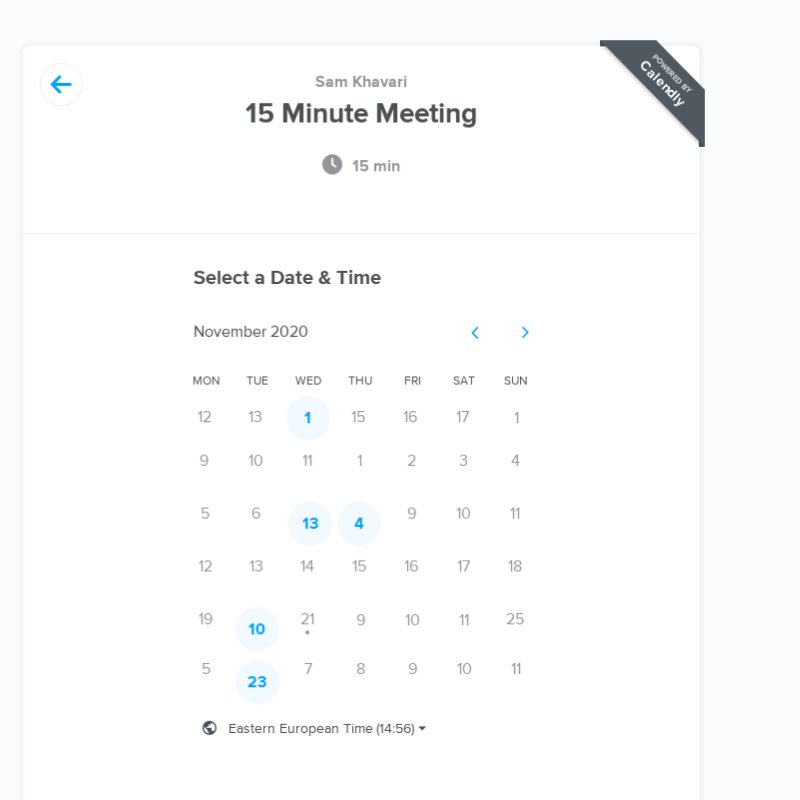 POWERED BY
Calendly
Sam Khavari
15 Minute Meeting
15 min
Select a Date & Time
November 2020
MON TUE WED THU FRI SAT SUN
12 13 1 15 16 17 1
9 10 11 1 2 3 4
5 6 13 4 9 10 11
12 13 14 15 16 17 18
19 10 21 9 10 11 25
5 23 7 8 9 10 11
Eastern European Time (14:56)